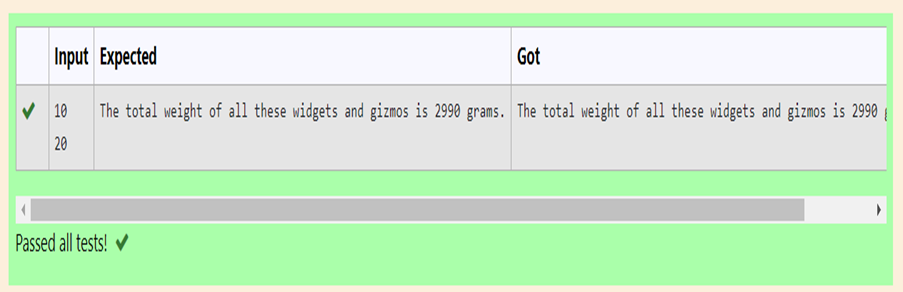 Input Expected Got
10 The total weight of all these widgets and gizmos is 2990 grams. The total weight of all these widgets and gizmos is 2990
20
Passed all tests!